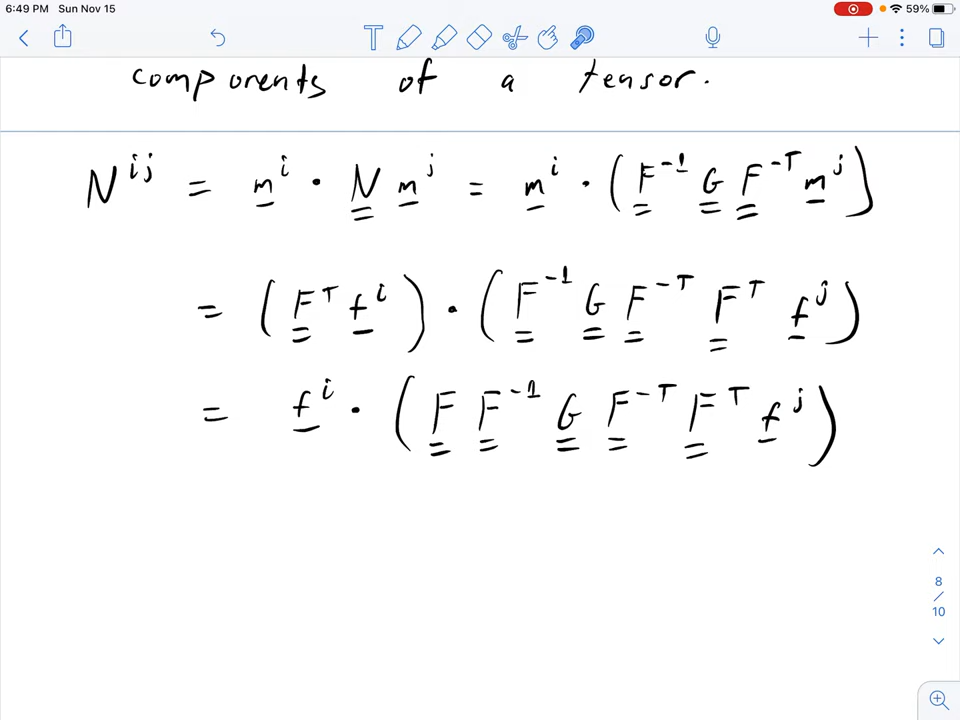 6:49 PM Sun Nov 15 59%
T
components of a tensor.
N^{ij} = m^i · N m^j = m^i · (F^{-1} G F^{-T} m^j)
= (F^T f^i) · (F^{-1} G F^{-T} F^T f^j)
= f^i · (F F^{-1} G F^{-T} F^T f^j)
8
/
10